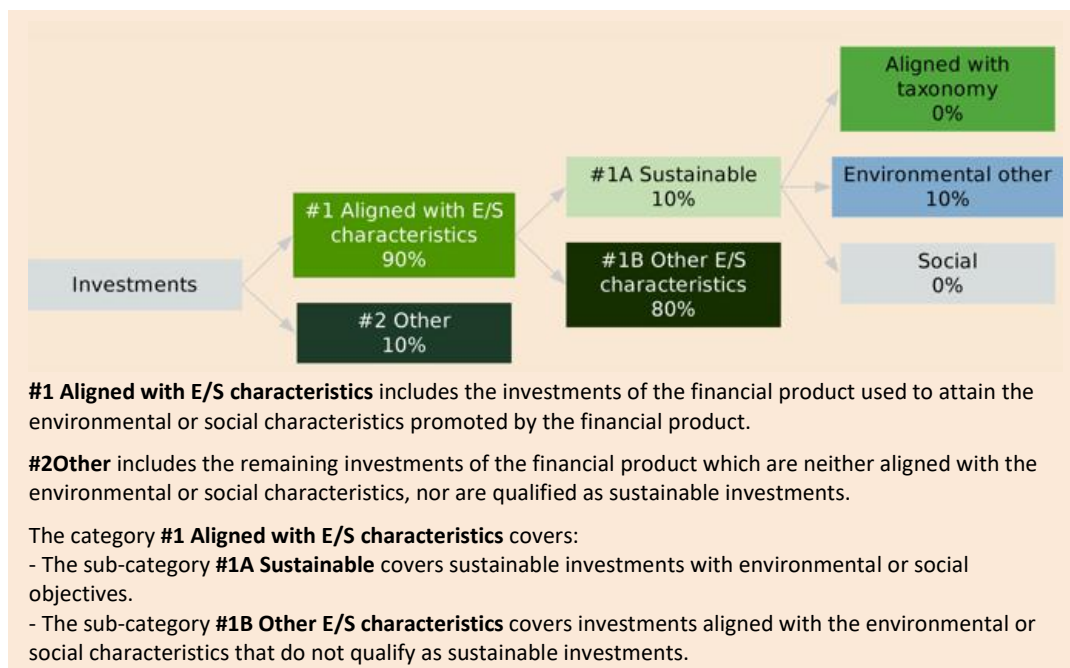 Aligned with
taxonomy
0%
#1A Sustainable
10%
Environmental other
10%
#1 Aligned with E/S
characteristics
90%
#1B Other E/S
characteristics
80%
Social
0%
Investments
#2 Other
10%
#1 Aligned with E/S characteristics includes the investments of the financial product used to attain the
environmental or social characteristics promoted by the financial product.
#2Other includes the remaining investments of the financial product which are neither aligned with the
environmental or social characteristics, nor are qualified as sustainable investments.
The category #1 Aligned with E/S characteristics covers:
- The sub-category #1A Sustainable covers sustainable investments with environmental or social
objectives.
- The sub-category #1B Other E/S characteristics covers investments aligned with the environmental or
social characteristics that do not qualify as sustainable investments.